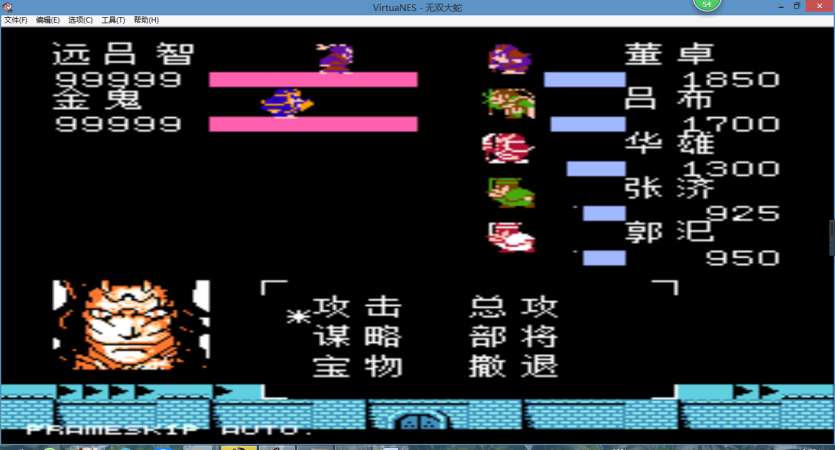 VirtuaNES - 无双大蛇
54
文件(F) 编辑(E) 选项(C) 工具(T) 帮助(H)
远吕智
99999
金鬼
99999
董卓
1850
吕布
1700
华雄
1300
张济
925
郭汜
950
*攻击 总攻
谋略 部将
宝物 撤退
FRAMESKIP AUTO.